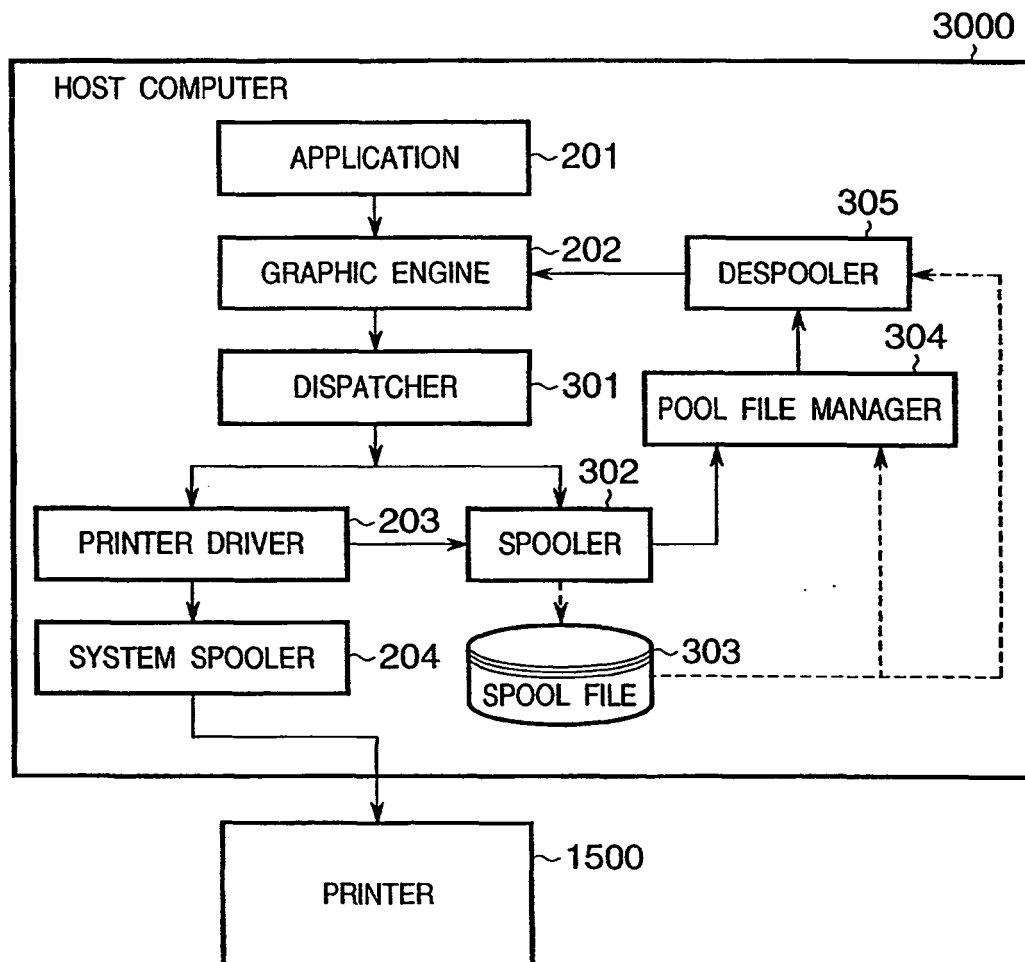 3000
HOST COMPUTER
APPLICATION
201
305
GRAPHIC ENGINE
202
DESPOOLER
304
DISPATCHER
301
POOL FILE MANAGER
302
PRINTER DRIVER
203
SPOOLER
SYSTEM SPOOLER
204
303
SPOOL FILE
PRINTER
1500